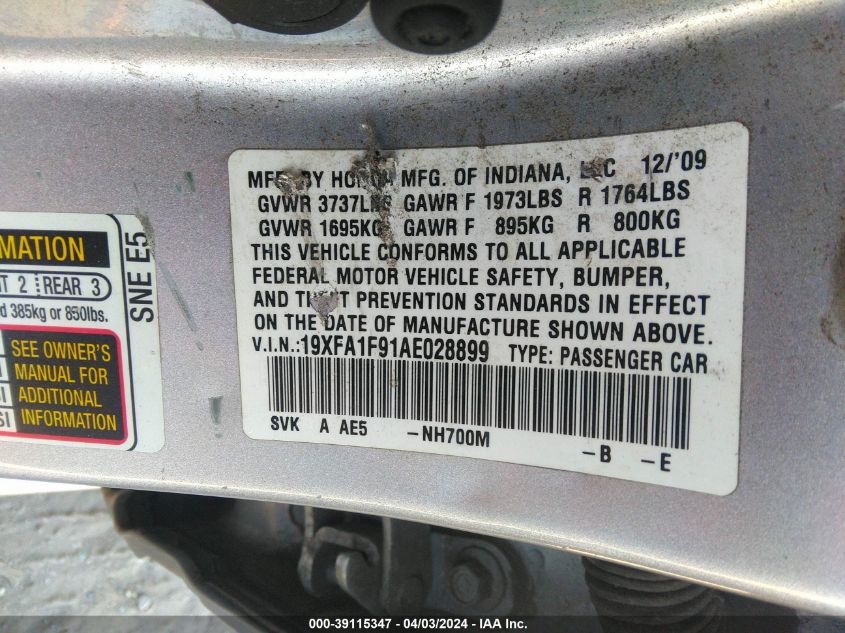 MATION
T 2 REAR 3
d 385kg or 850lbs.
SEE OWNER'S
MANUAL FOR
ADDITIONAL
INFORMATION
SNE E5
MFD BY HONDA MFG. OF INDIANA, LLC 12/'09
GVWR 3737LBS GAWR F 1973LBS R 1764LBS
GVWR 1695KG GAWR F 895KG R 800KG
THIS VEHICLE CONFORMS TO ALL APPLICABLE
FEDERAL MOTOR VEHICLE SAFETY, BUMPER,
AND THEFT PREVENTION STANDARDS IN EFFECT
ON THE DATE OF MANUFACTURE SHOWN ABOVE.
V.I.N.:19XFA1F91AE028899 TYPE: PASSENGER CAR
SVK A AE5 -NH700M -B -E
000-39115347 - 04/03/2024 - IAA Inc.